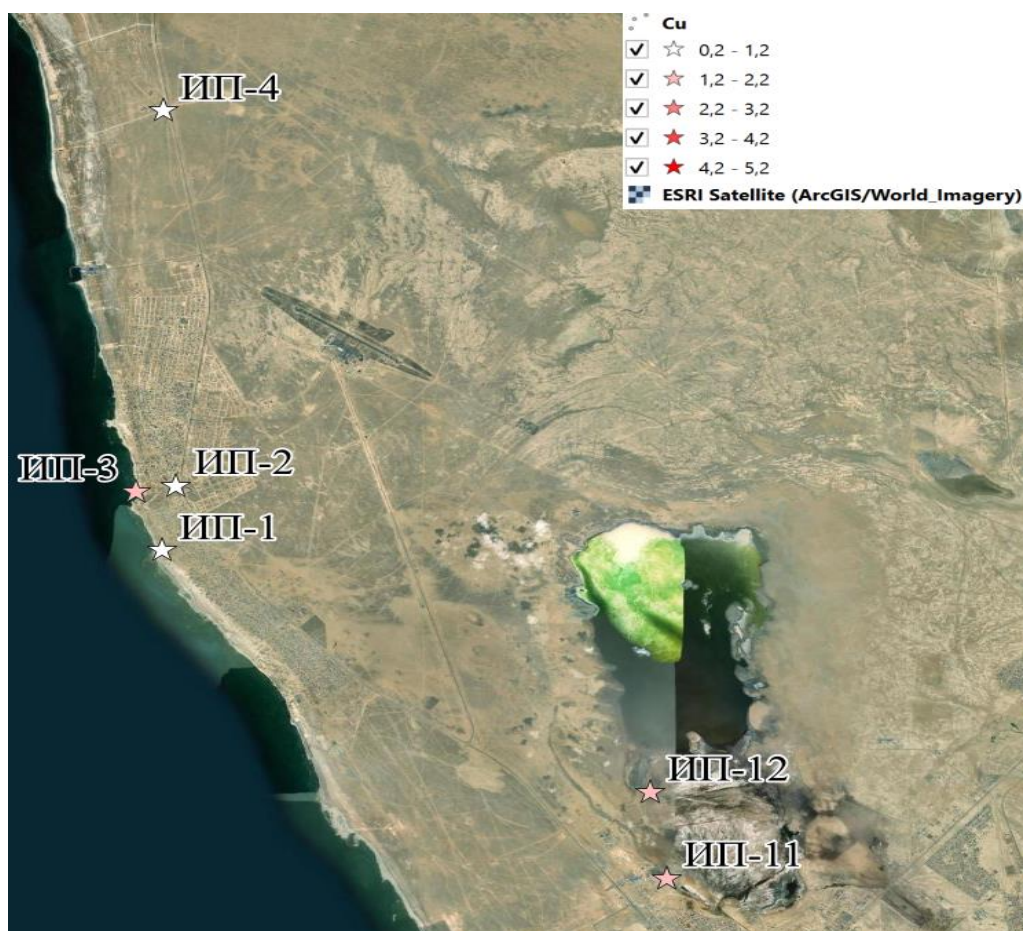 Cu
0,2 - 1,2
1,2 - 2,2
2,2 - 3,2
3,2 - 4,2
4,2 - 5,2
ESRI Satellite (ArcGIS/World_Imagery)
ИП-4
ИП-2
ИП-3
ИП-1
ИП-12
ИП-11